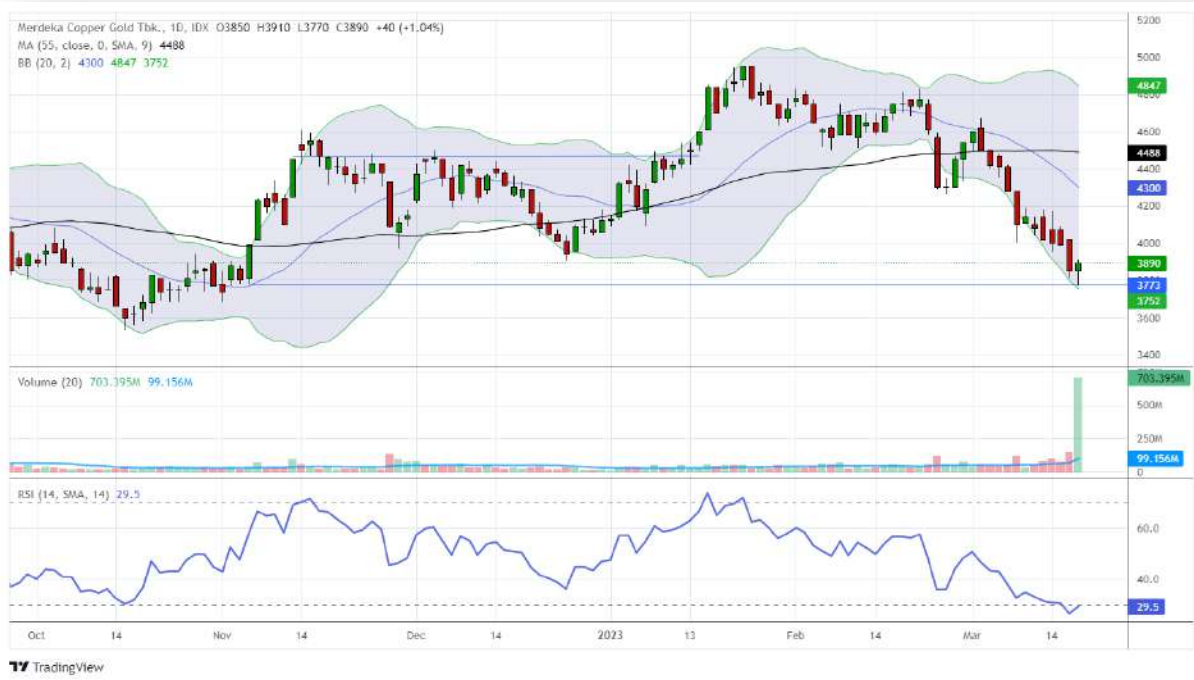 Merdeka Copper Gold Tbk., 1D, IDX O3850 H3910 L3770 C3890 +40 (+1.04%)
MA (55, close, 0, SMA, 9) 4488
BB (20, 2) 4300 4847 3752
5200
5000
4847
4800
4600
4488
4400
4300
4200
4000
3890
3773
3752
3600
3400
Volume (20) 703.395M 99.156M
703.395M
500M
250M
99.156M
0
RSI (14, SMA, 14) 29.5
60.0
40.0
29.5
Oct 14 Nov 14 Dec 14 2023 13 Feb 14 Mar 14
TradingView